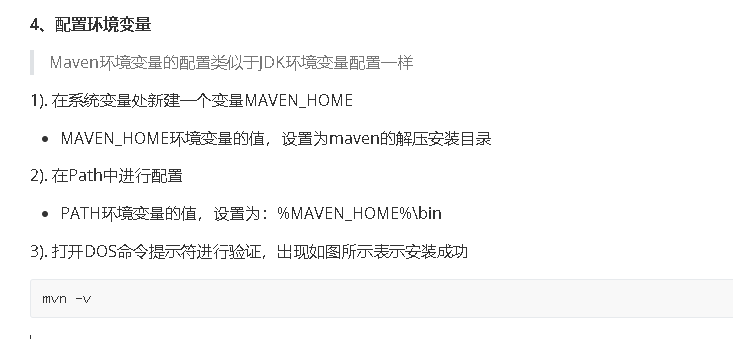 4、配置环境变量
Maven环境变量的配置类似于JDK环境变量配置一样
1). 在系统变量处新建一个变量MAVEN_HOME
MAVEN_HOME环境变量的值，设置为maven的解压安装目录
2). 在Path中进行配置
PATH环境变量的值，设置为：%MAVEN_HOME%\bin
3). 打开DOS命令提示符进行验证，出现如图所示表示安装成功
mvn -v